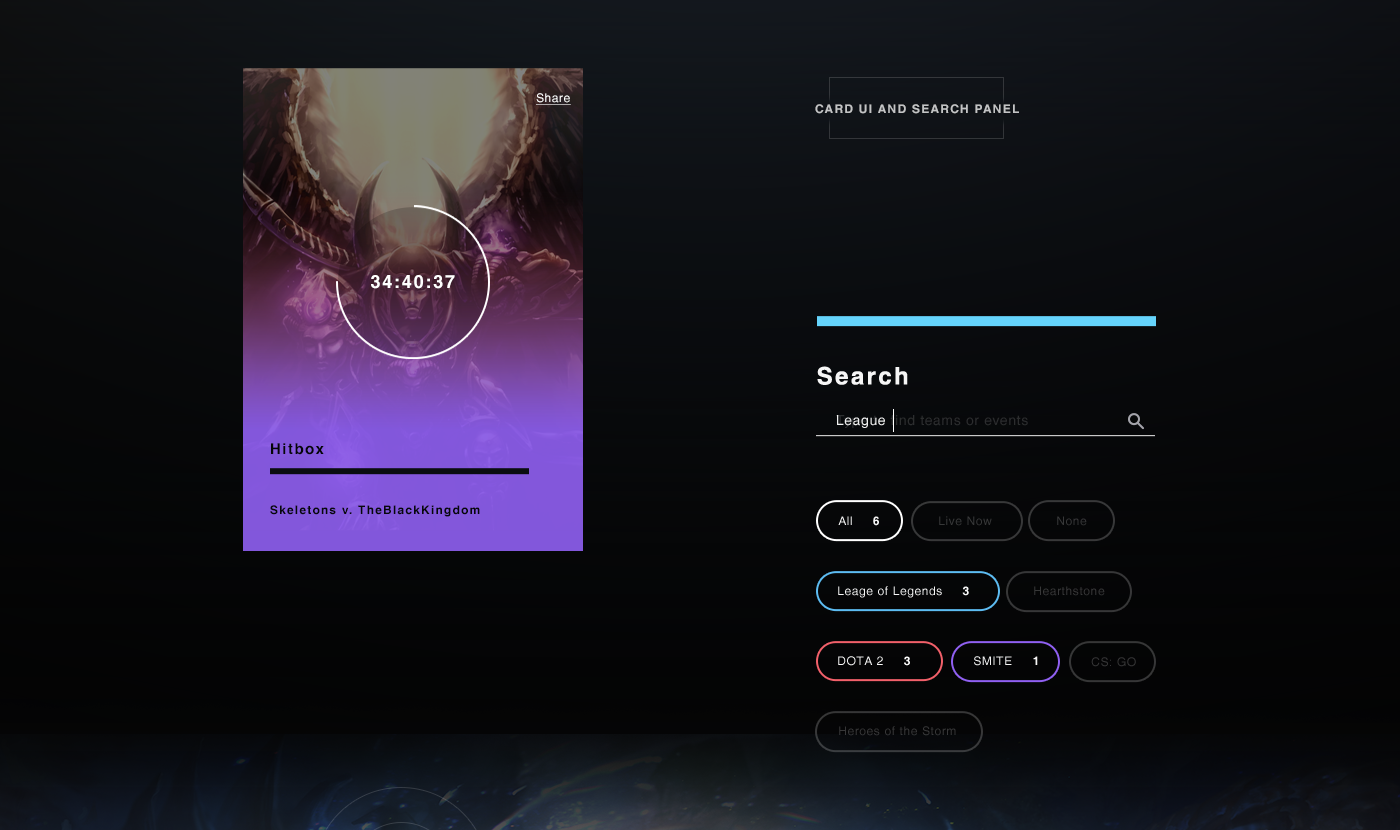 Share
34:40:37
Hitbox
Skeletons v. TheBlackKingdom
CARD UI AND SEARCH PANEL
Search
League ind teams or events
All 6 Live Now None
Leage of Legends 3 Hearthstone
DOTA 2 3 SMITE 1 CS: GO
Heroes of the Storm